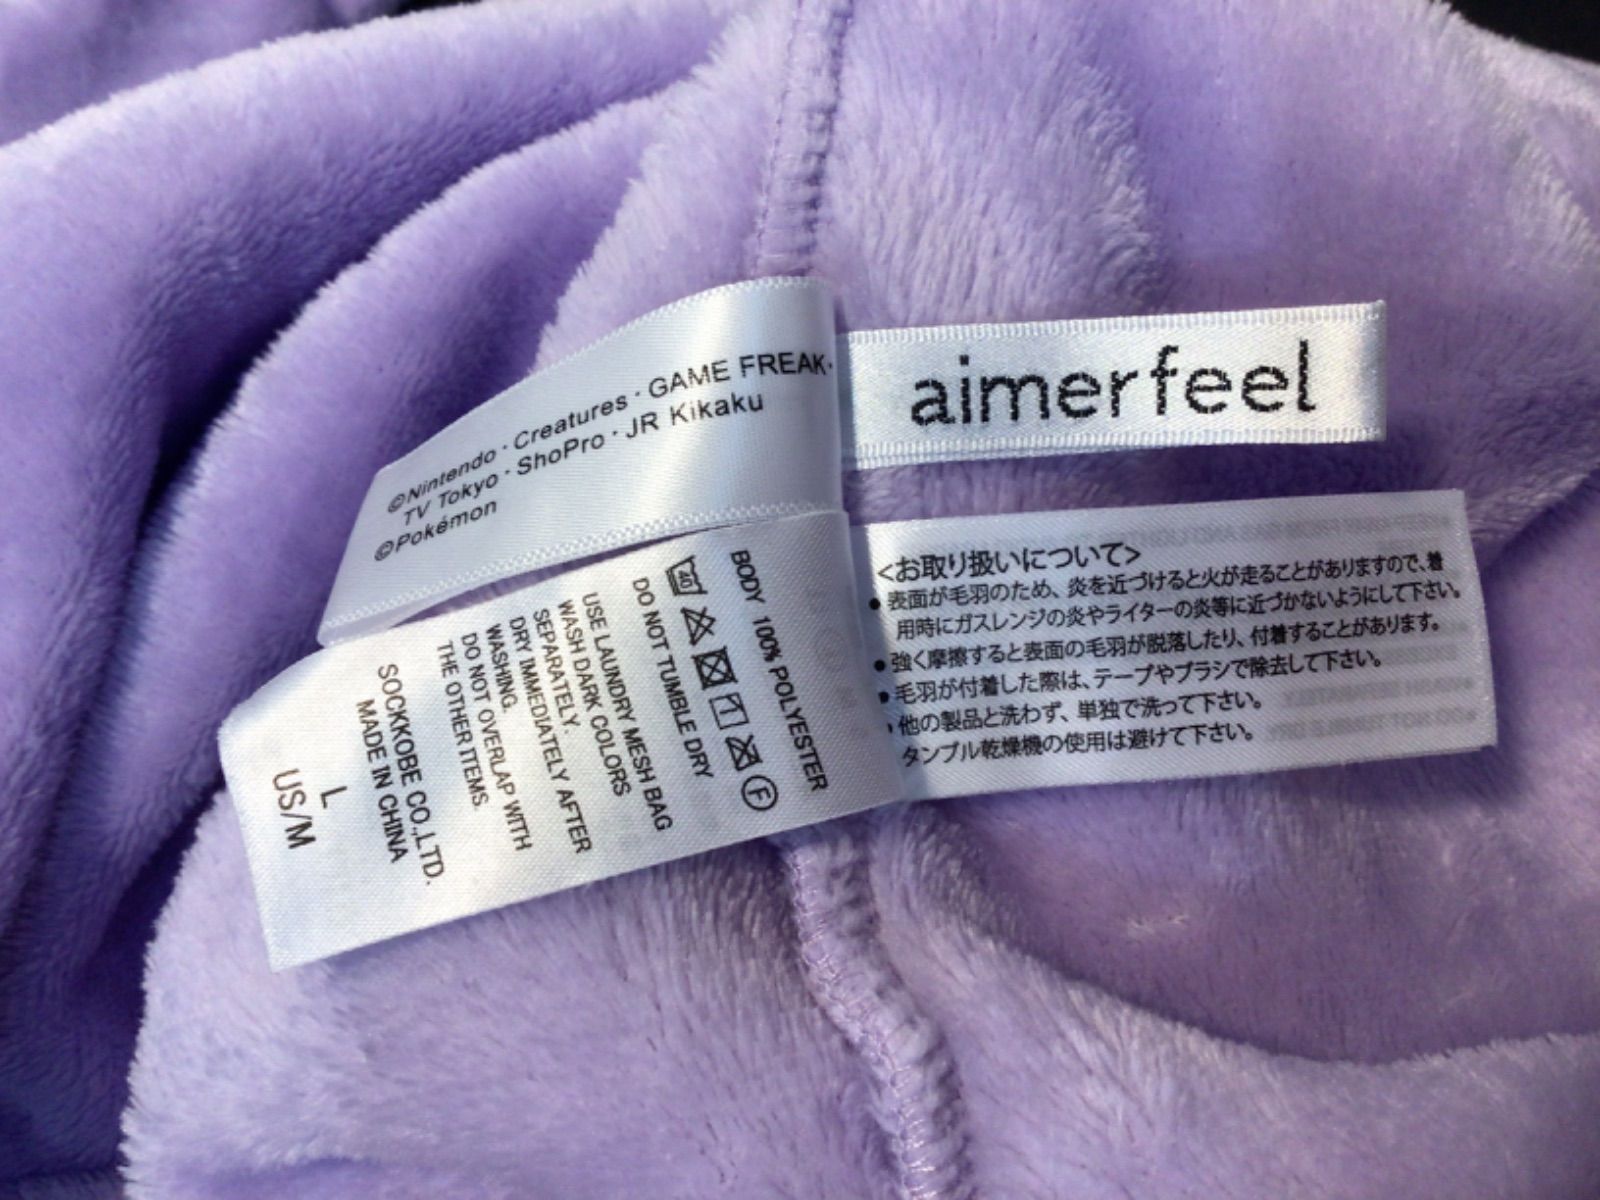 ©Nintendo · Creatures · GAME FREAK ·
TV Tokyo · ShoPro · JR Kikaku
©Pokémon
aimerfeel
BODY 100% POLYESTER
40
F
DO NOT TUMBLE DRY
USE LAUNDRY MESH BAG
WASH DARK COLORS
SEPARATELY.
DRY IMMEDIATELY AFTER
WASHING.
DO NOT OVERLAP WITH
THE OTHER ITEMS.
SOCKKOBE CO.,LTD.
MADE IN CHINA
L
US/M
<お取り扱いについて>
● 表面が毛羽のため、炎を近づけると火が走ることがありますので、着
用時にガスレンジの炎やライターの炎等に近づかないようにして下さい。
● 強く摩擦すると表面の毛羽が脱落したり、付着することがあります。
● 毛羽が付着した際は、テープやブラシで除去して下さい。
● 他の製品と洗わず、単独で洗って下さい。
タンブル乾燥機の使用は避けて下さい。